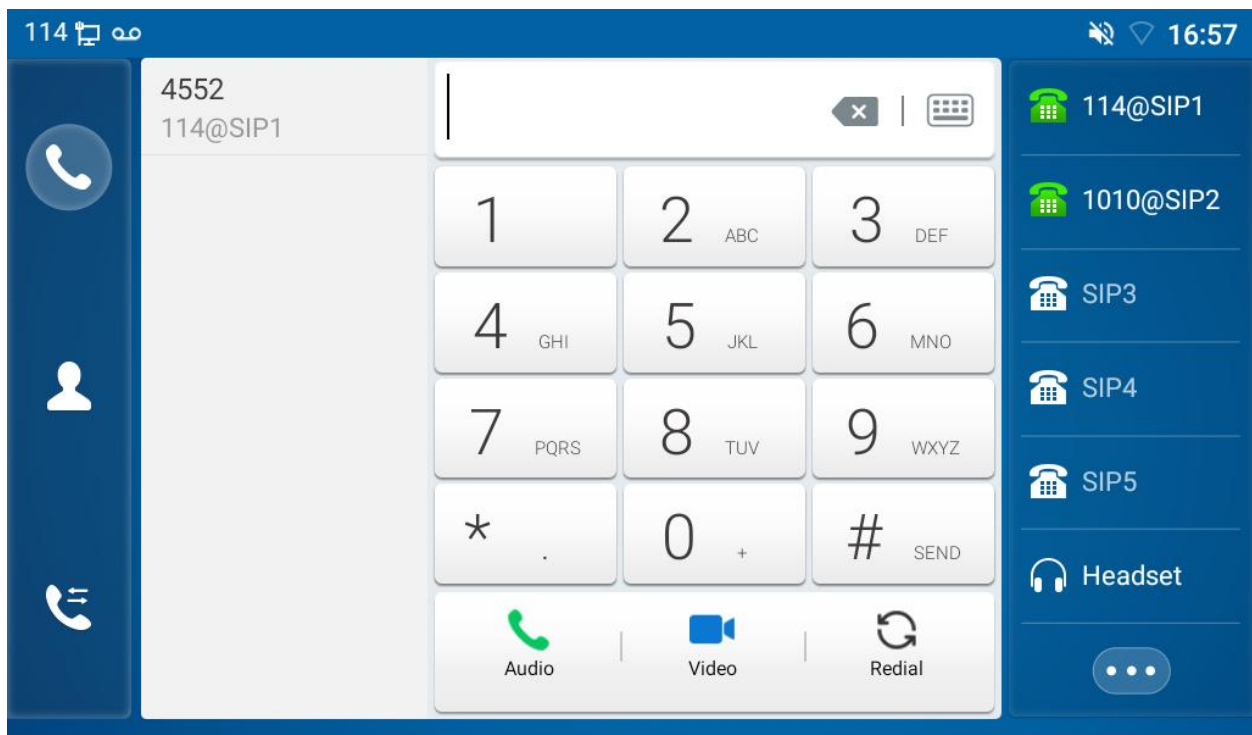 114
16:57
4552
114@SIP1
1
2 ABC
3 DEF
4 GHI
5 JKL
6 MNO
7 PQRS
8 TUV
9 WXYZ
* .
0 +
# SEND
Audio
Video
Redial
114@SIP1
1010@SIP2
SIP3
SIP4
SIP5
Headset